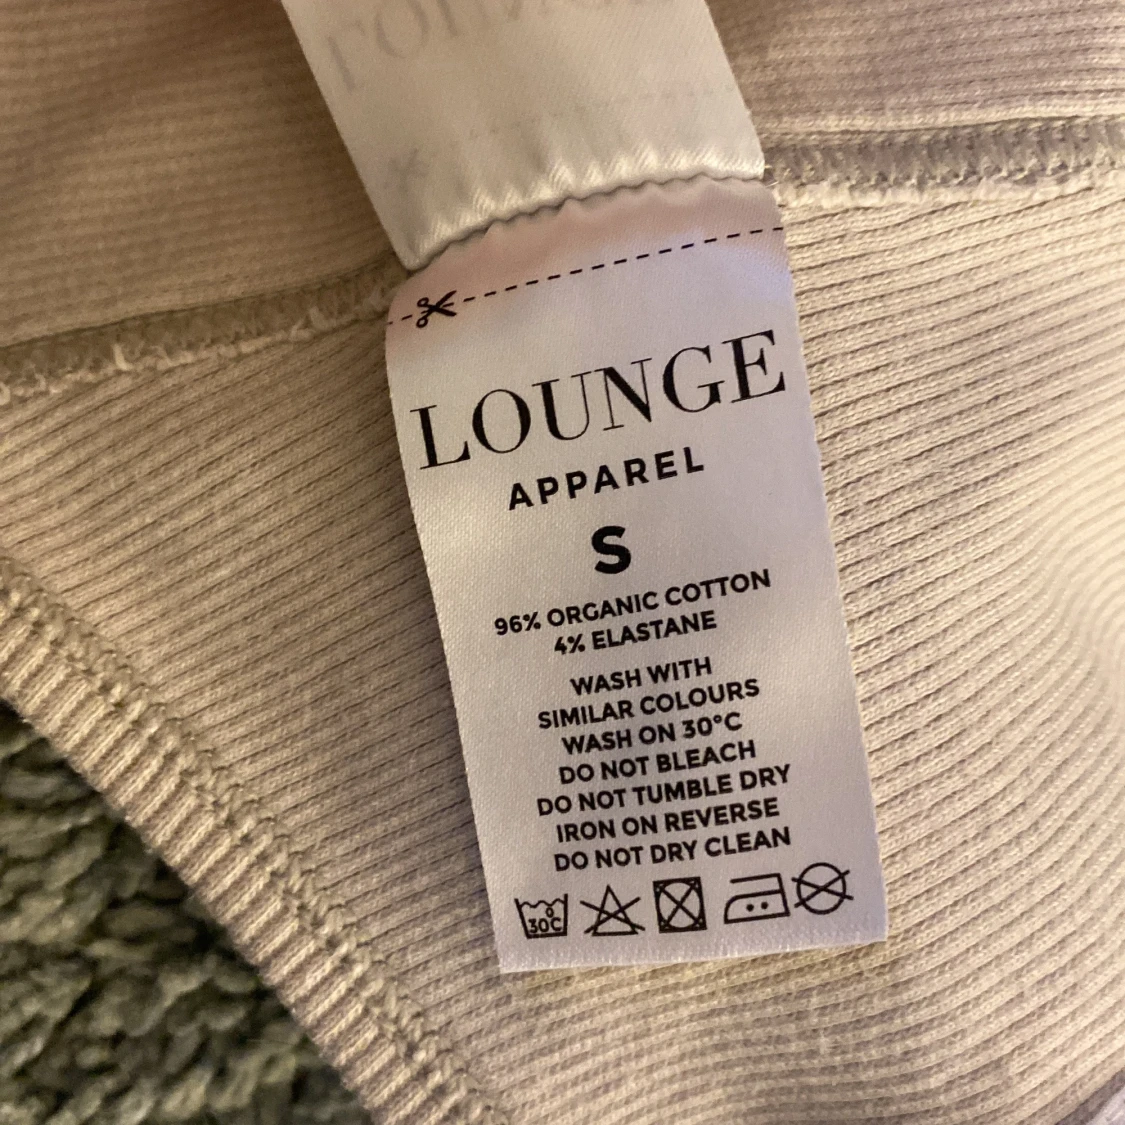 LOUNGE
APPAREL
S
96% ORGANIC COTTON
4% ELASTANE
WASH WITH
SIMILAR COLOURS
WASH ON 30°C
DO NOT BLEACH
DO NOT TUMBLE DRY
IRON ON REVERSE
DO NOT DRY CLEAN
30°C